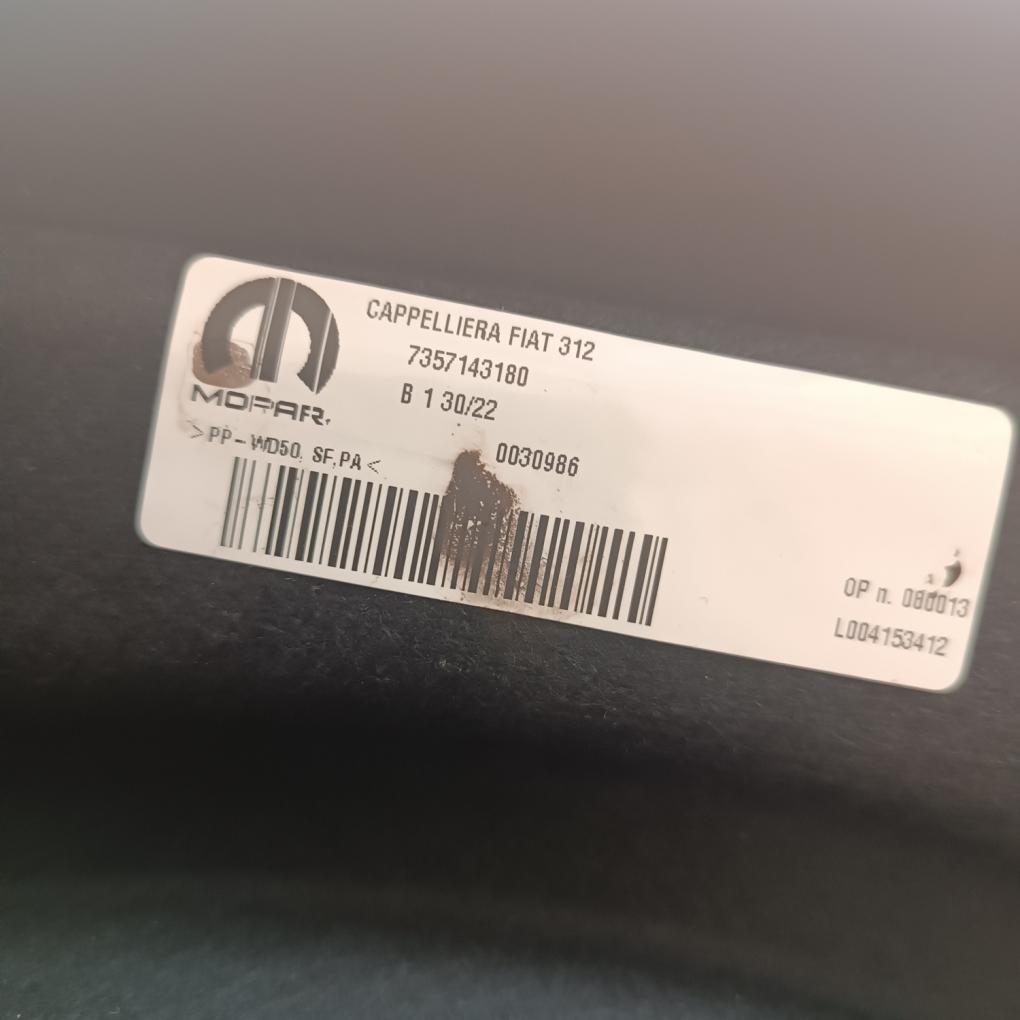 CAPPELLIERA FIAT 312
7357143180
B 1 30/22
MOPAR
>PP-WD50, SF,PA<
0030986
OP n. 080013
L004153412